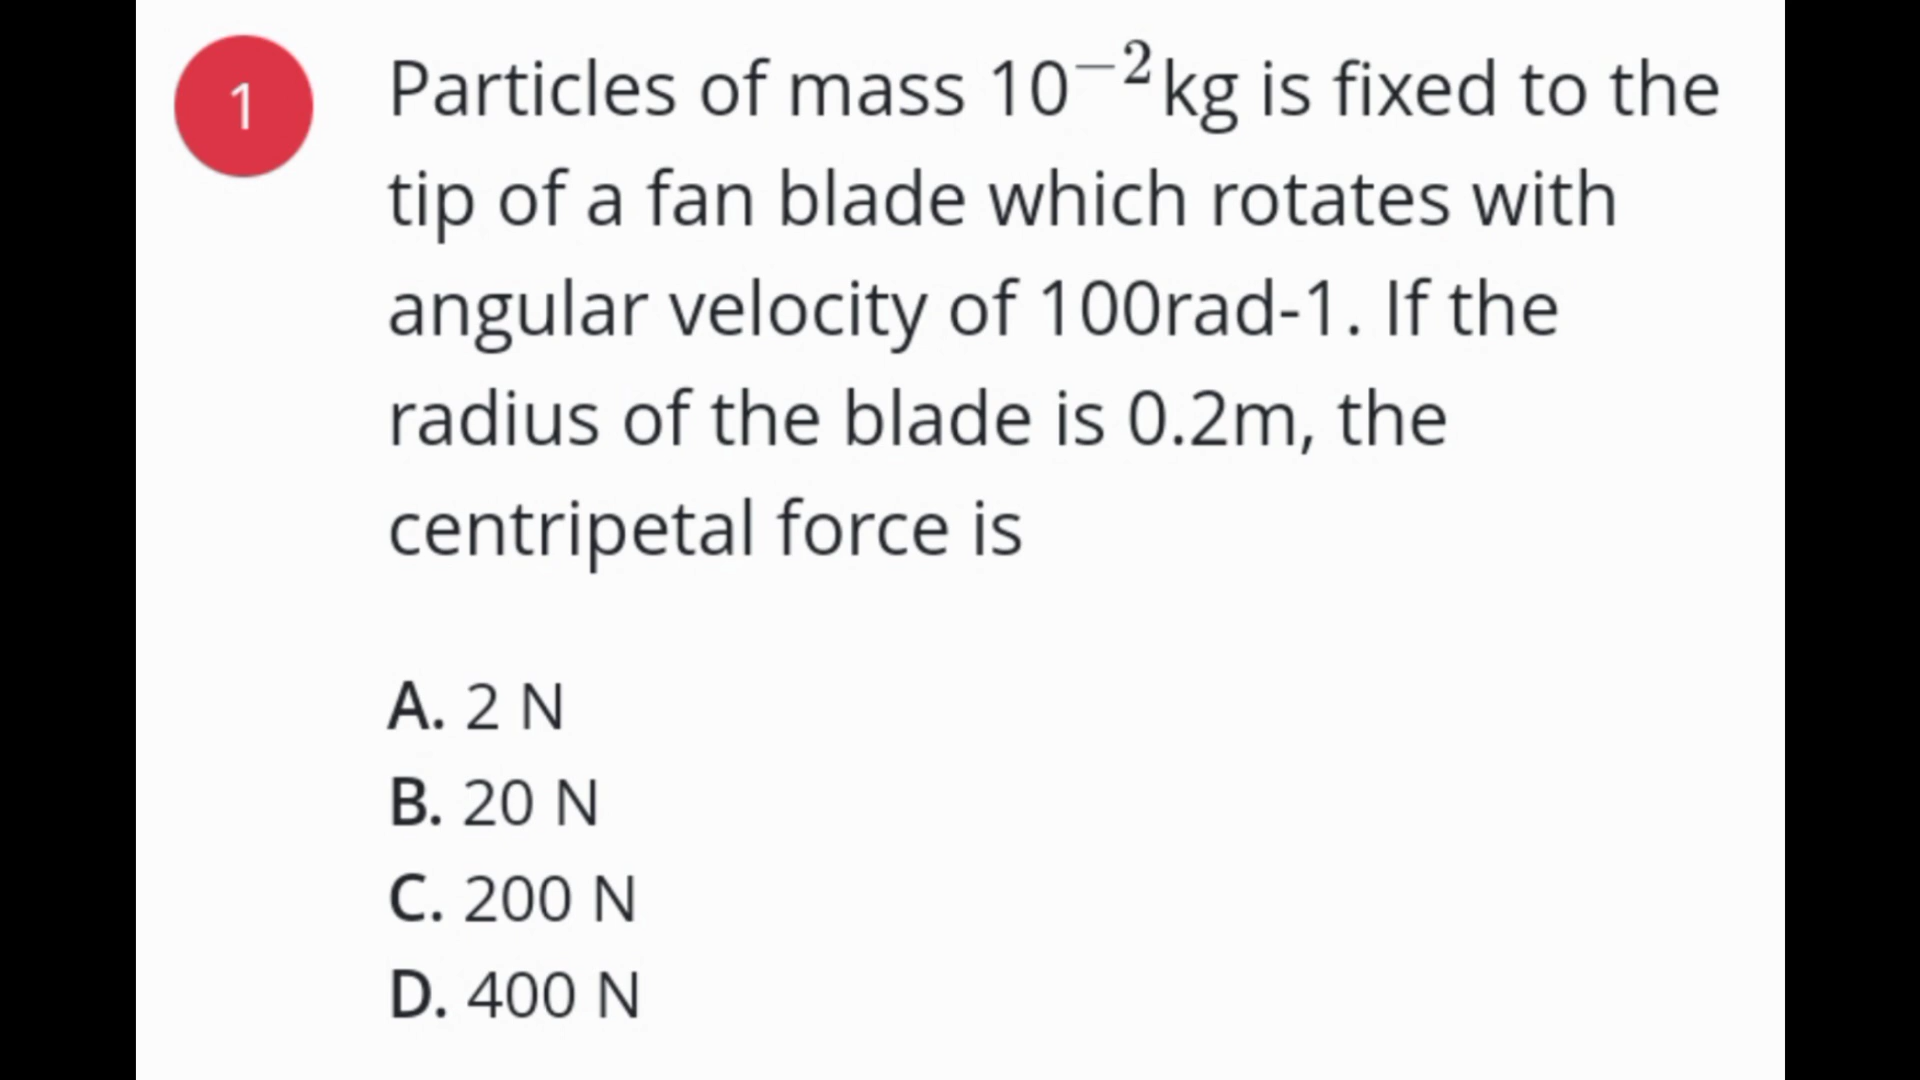 1
Particles of mass 10⁻²kg is fixed to the
tip of a fan blade which rotates with
angular velocity of 100rad-1. If the
radius of the blade is 0.2m, the
centripetal force is
A. 2 N
B. 20 N
C. 200 N
D. 400 N